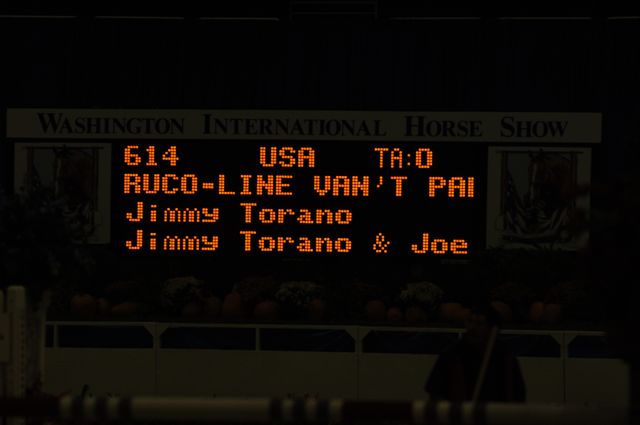 WASHINGTON INTERNATIONAL HORSE SHOW
614 USA TA:0
RUCO-LINE VAN'T PAI
Jimmy Torano
Jimmy Torano & Joe